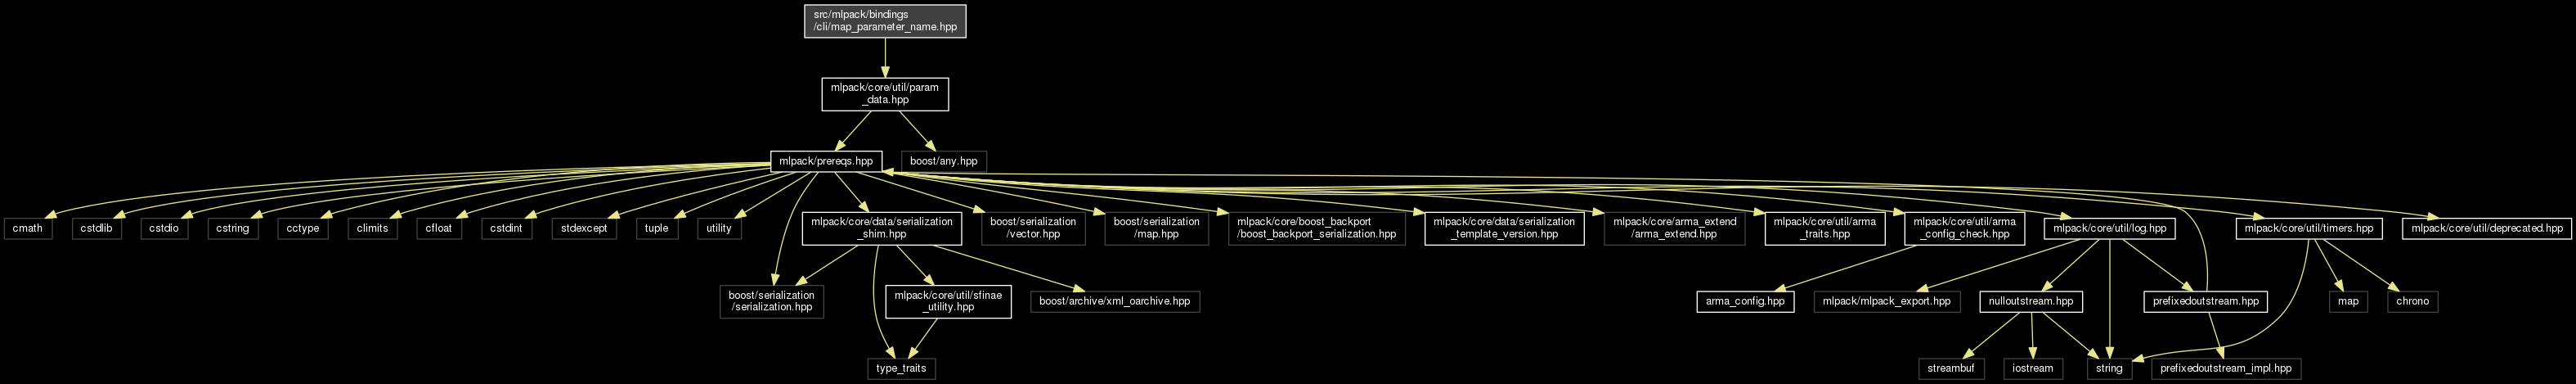 src/mlpack/bindings
/cli/map_parameter_name.hpp
mlpack/core/util/param
_data.hpp
mlpack/prereqs.hpp
boost/any.hpp
cmath
cstdlib
cstdio
cstring
cctype
climits
cfloat
cstdint
stdexcept
tuple
utility
mlpack/core/data/serialization
_shim.hpp
boost/serialization
/vector.hpp
boost/serialization
/map.hpp
mlpack/core/boost_backport
/boost_backport_serialization.hpp
mlpack/core/data/serialization
_template_version.hpp
mlpack/core/arma_extend
/arma_extend.hpp
mlpack/core/util/arma
_traits.hpp
mlpack/core/util/arma
_config_check.hpp
mlpack/core/util/log.hpp
mlpack/core/util/timers.hpp
mlpack/core/util/deprecated.hpp
boost/serialization
/serialization.hpp
mlpack/core/util/sfinae
_utility.hpp
boost/archive/xml_oarchive.hpp
arma_config.hpp
mlpack/mlpack_export.hpp
nulloutstream.hpp
prefixedoutstream.hpp
map
chrono
type_traits
streambuf
iostream
string
prefixedoutstream_impl.hpp